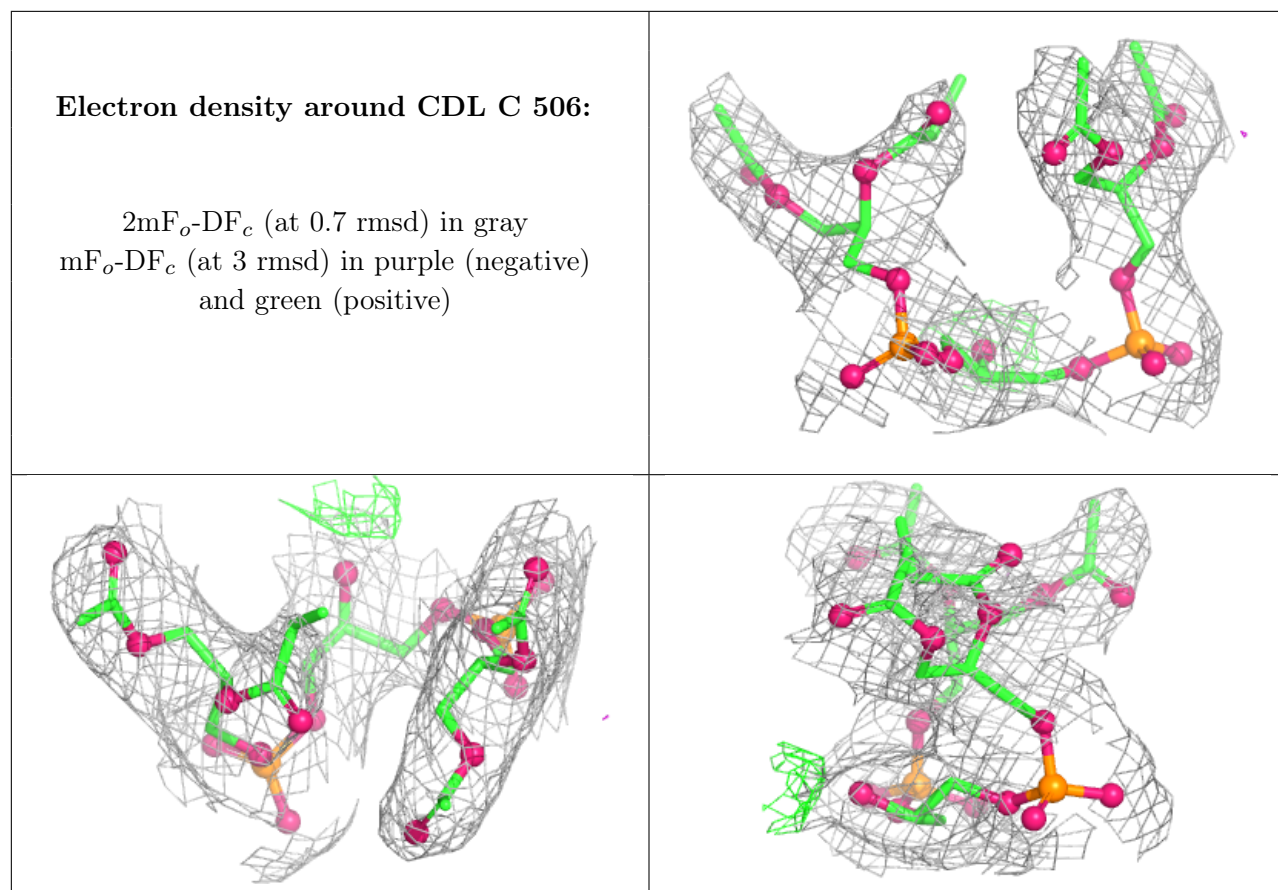 Electron density around CDL C 506:
2mFo-DFc (at 0.7 rmsd) in gray
mFo-DFc (at 3 rmsd) in purple (negative)
and green (positive)